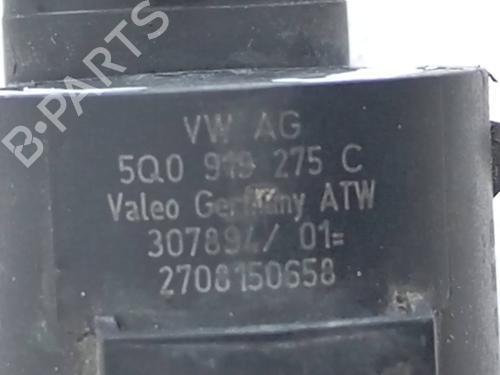 B-PARTS
VW AG
5Q0 919 275 C
Valeo Germany ATW
307894/ 01=
2708150658